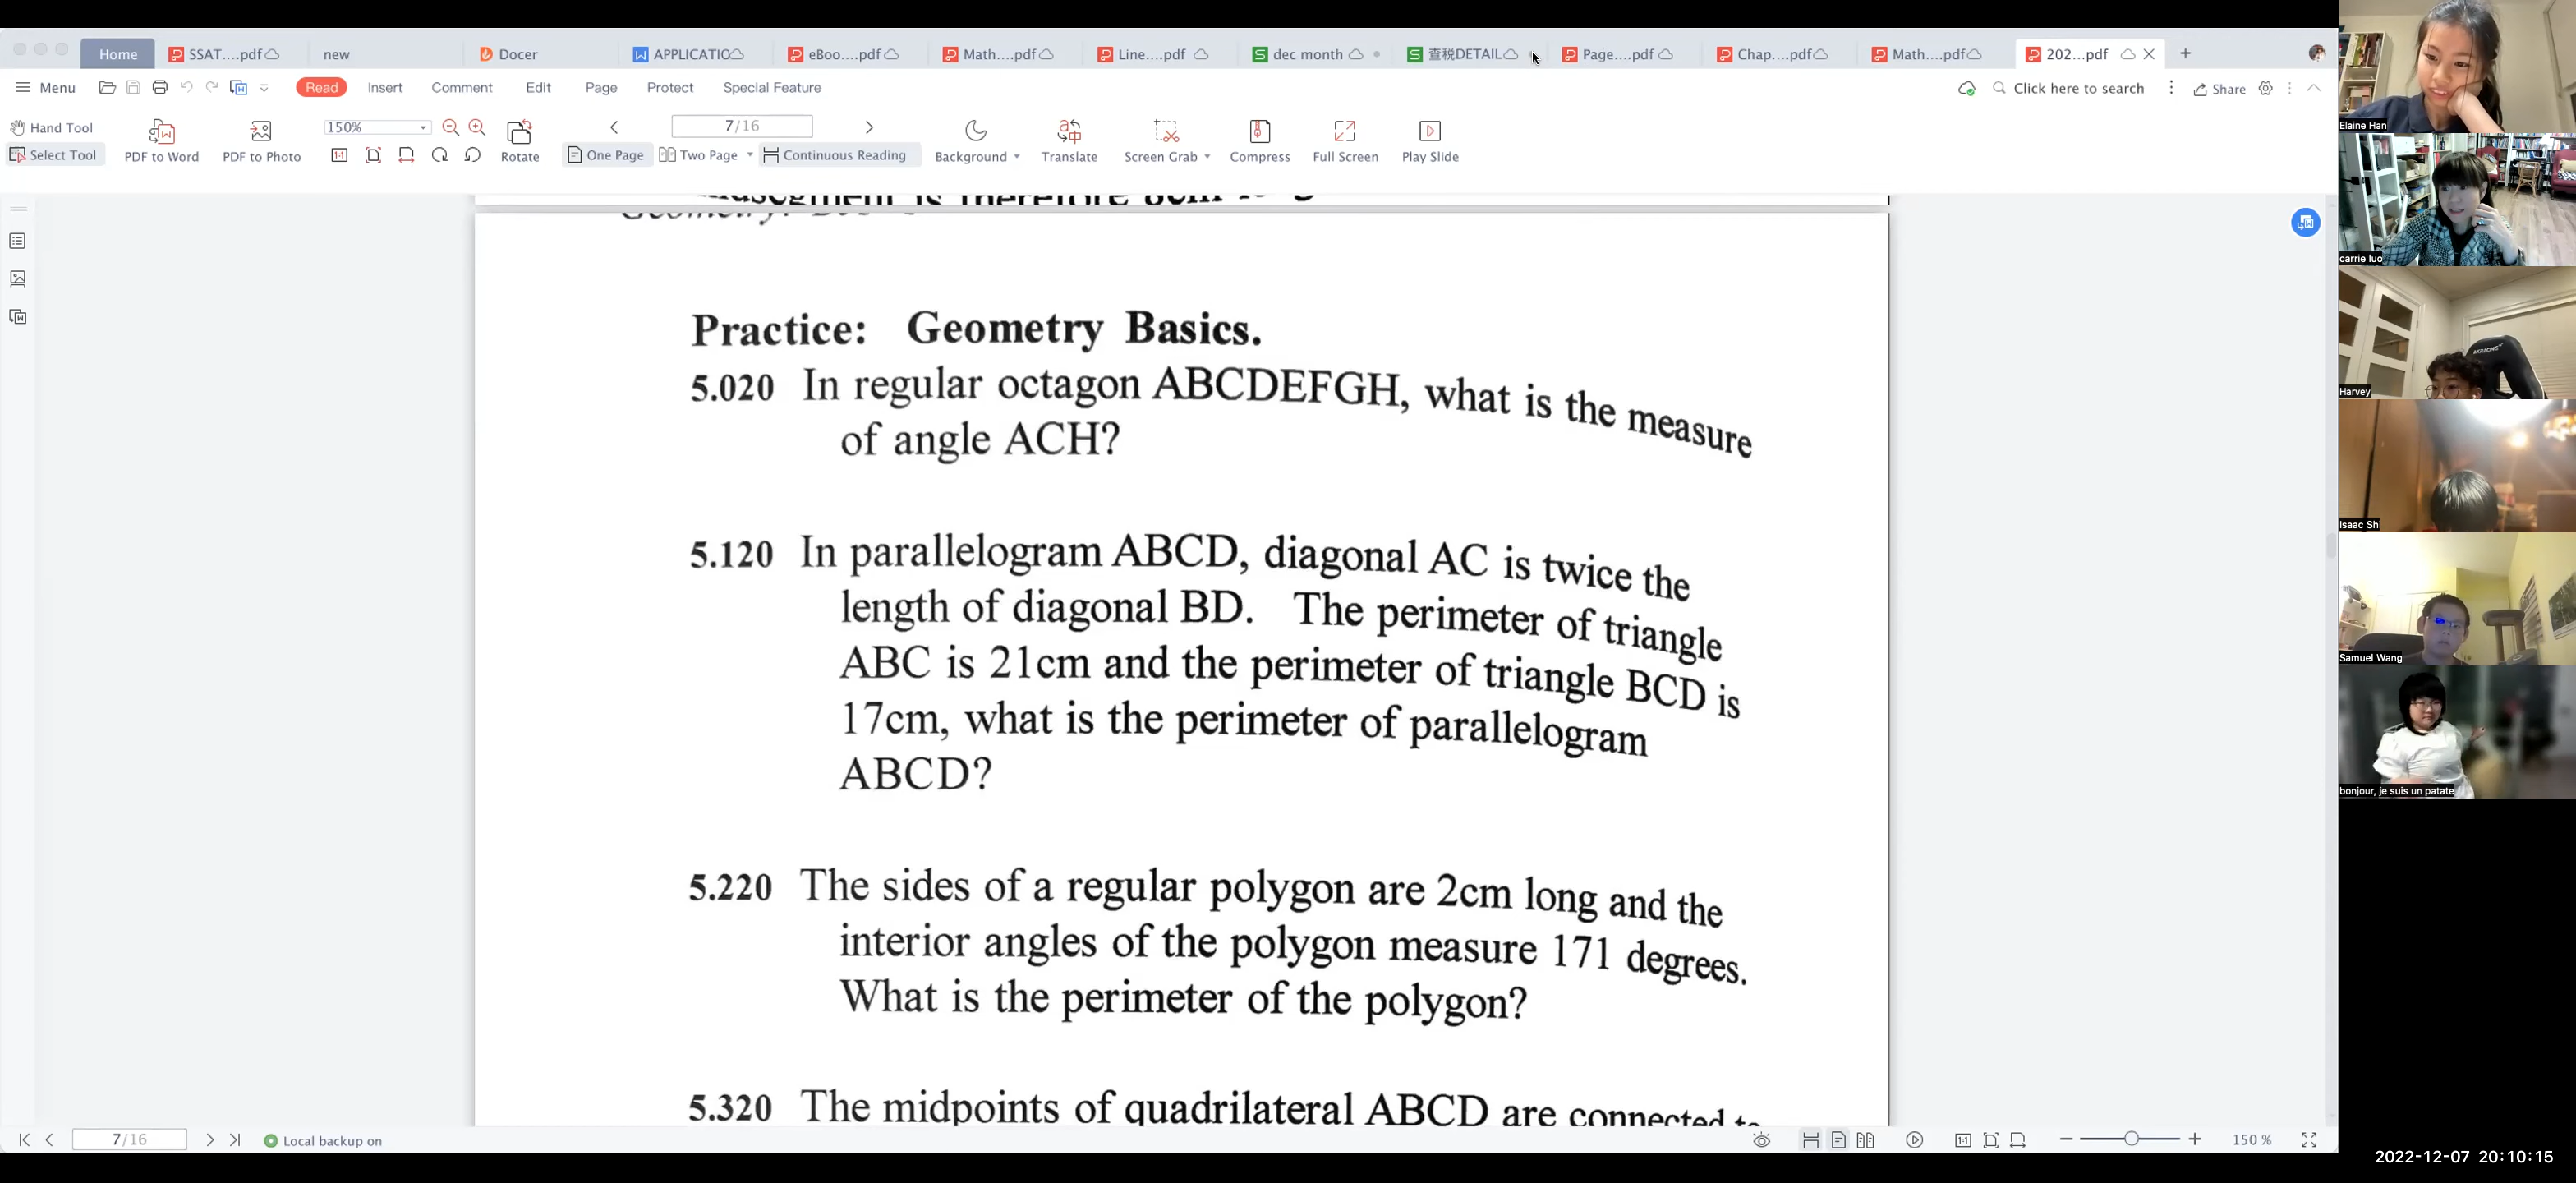 Home
SSAT....pdf
new
Docer
APPLICATIC
eBoo....pdf
Math....pdf
Line....pdf
dec month
查税DETAIL
Page....pdf
Chap....pdf
Math....pdf
202...pdf
Menu
Read
Insert
Comment
Edit
Page
Protect
Special Feature
Click here to search
Share
Hand Tool
Select Tool
PDF to Word
PDF to Photo
150%
Rotate
7/16
One Page
Two Page
Continuous Reading
Background
Translate
Screen Grab
Compress
Full Screen
Play Slide
Practice: Geometry Basics.
5.020 In regular octagon ABCDEFGH, what is the measure
of angle ACH?
5.120 In parallelogram ABCD, diagonal AC is twice the
length of diagonal BD. The perimeter of triangle
ABC is 21cm and the perimeter of triangle BCD is
17cm, what is the perimeter of parallelogram
ABCD?
5.220 The sides of a regular polygon are 2cm long and the
interior angles of the polygon measure 171 degrees.
What is the perimeter of the polygon?
5.320 The midpoints of quadrilateral ABCD are connected to
7/16
Local backup on
150 %
Elaine Han
carrie luo
Harvey
Isaac Shi
Samuel Wang
bonjour, je suis un patate
2022-12-07 20:10:15